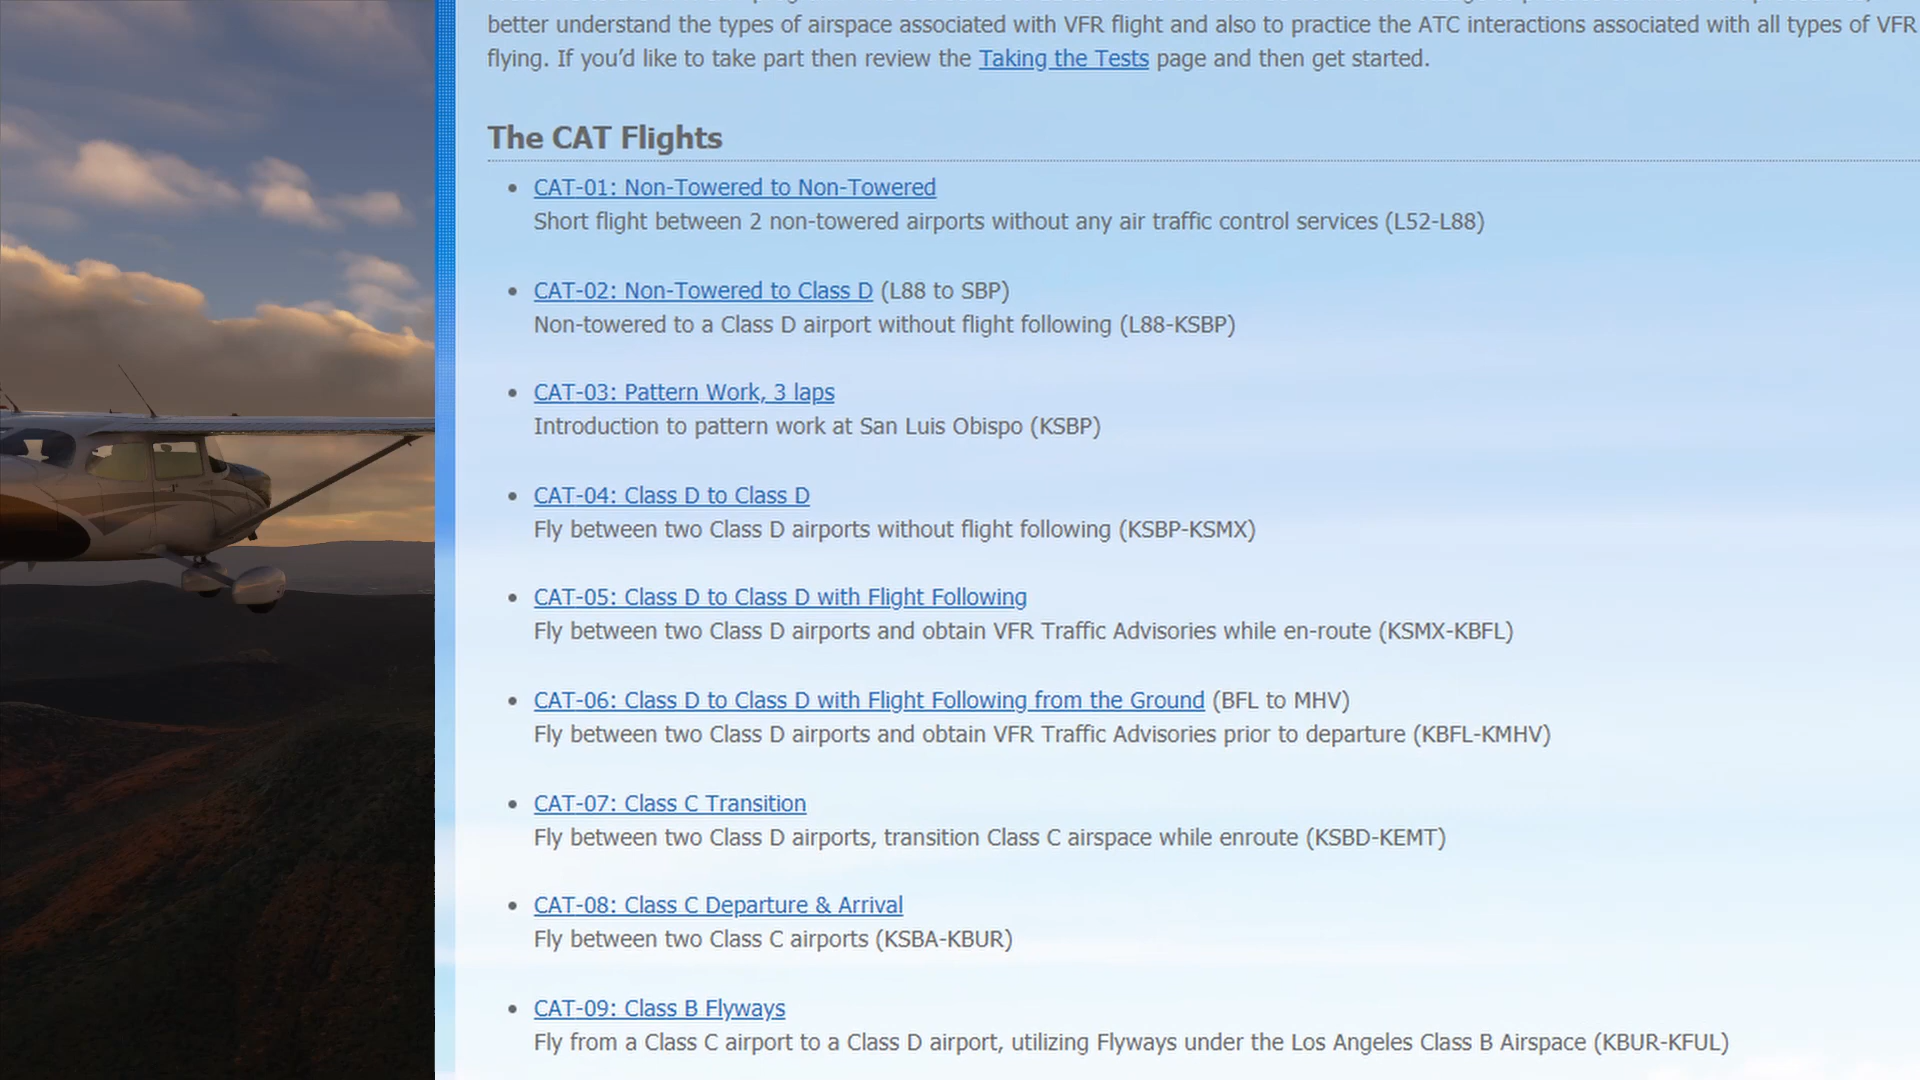 better understand the types of airspace associated with VFR flight and also to practice the ATC interactions associated with all types of VFR
flying. If you’d like to take part then review the Taking the Tests page and then get started.
The CAT Flights
• CAT-01: Non-Towered to Non-Towered
Short flight between 2 non-towered airports without any air traffic control services (L52-L88)
• CAT-02: Non-Towered to Class D (L88 to SBP)
Non-towered to a Class D airport without flight following (L88-KSBP)
• CAT-03: Pattern Work, 3 laps
Introduction to pattern work at San Luis Obispo (KSBP)
• CAT-04: Class D to Class D
Fly between two Class D airports without flight following (KSBP-KSMX)
• CAT-05: Class D to Class D with Flight Following
Fly between two Class D airports and obtain VFR Traffic Advisories while en-route (KSMX-KBFL)
• CAT-06: Class D to Class D with Flight Following from the Ground (BFL to MHV)
Fly between two Class D airports and obtain VFR Traffic Advisories prior to departure (KBFL-KMHV)
• CAT-07: Class C Transition
Fly between two Class D airports, transition Class C airspace while enroute (KSBD-KEMT)
• CAT-08: Class C Departure & Arrival
Fly between two Class C airports (KSBA-KBUR)
• CAT-09: Class B Flyways
Fly from a Class C airport to a Class D airport, utilizing Flyways under the Los Angeles Class B Airspace (KBUR-KFUL)